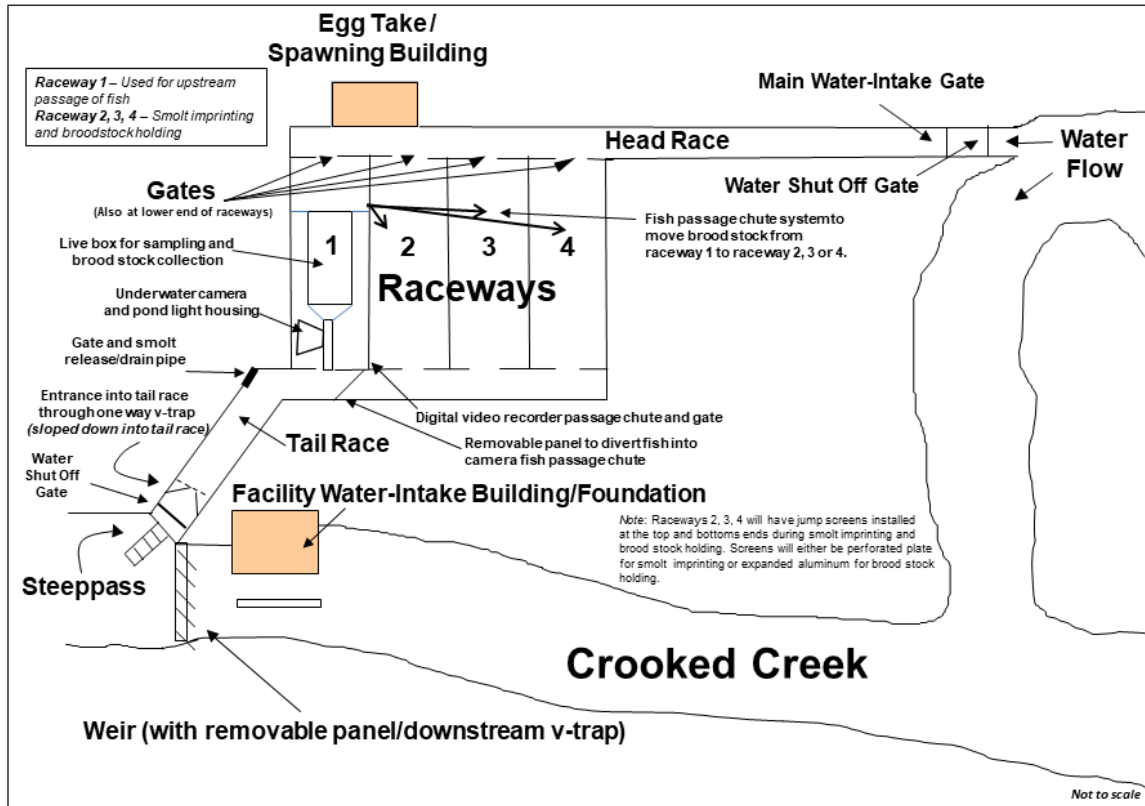 Egg Take/
Spawning Building
Raceway 1 – Used for upstream
passage of fish
Raceway 2, 3, 4 – Smolt imprinting
and broodstock holding
Main Water-Intake Gate
Head Race
Water
Flow
Water Shut Off Gate
Gates
(Also at lower end of raceways)
Fish passage chute system to
move brood stock from
raceway 1 to raceway 2, 3 or 4.
Live box for sampling and
brood stock collection
1
2
3
4
Raceways
Underwater camera
and pond light housing
Gate and smolt
release/drain pipe
Entrance into tail race
through one way v-trap
(sloped down into tail race)
Digital video recorder passage chute and gate
Tail Race
Removable panel to divert fish into
camera fish passage chute
Water
Shut Off
Gate
Facility Water-Intake Building/Foundation
Note: Raceways 2, 3, 4 will have jump screens installed
at the top and bottoms ends during smolt imprinting and
brood stock holding. Screens will either be perforated plate
for smolt imprinting or expanded aluminum for brood stock
holding.
Steeppass
Crooked Creek
Weir (with removable panel/downstream v-trap)
Not to scale